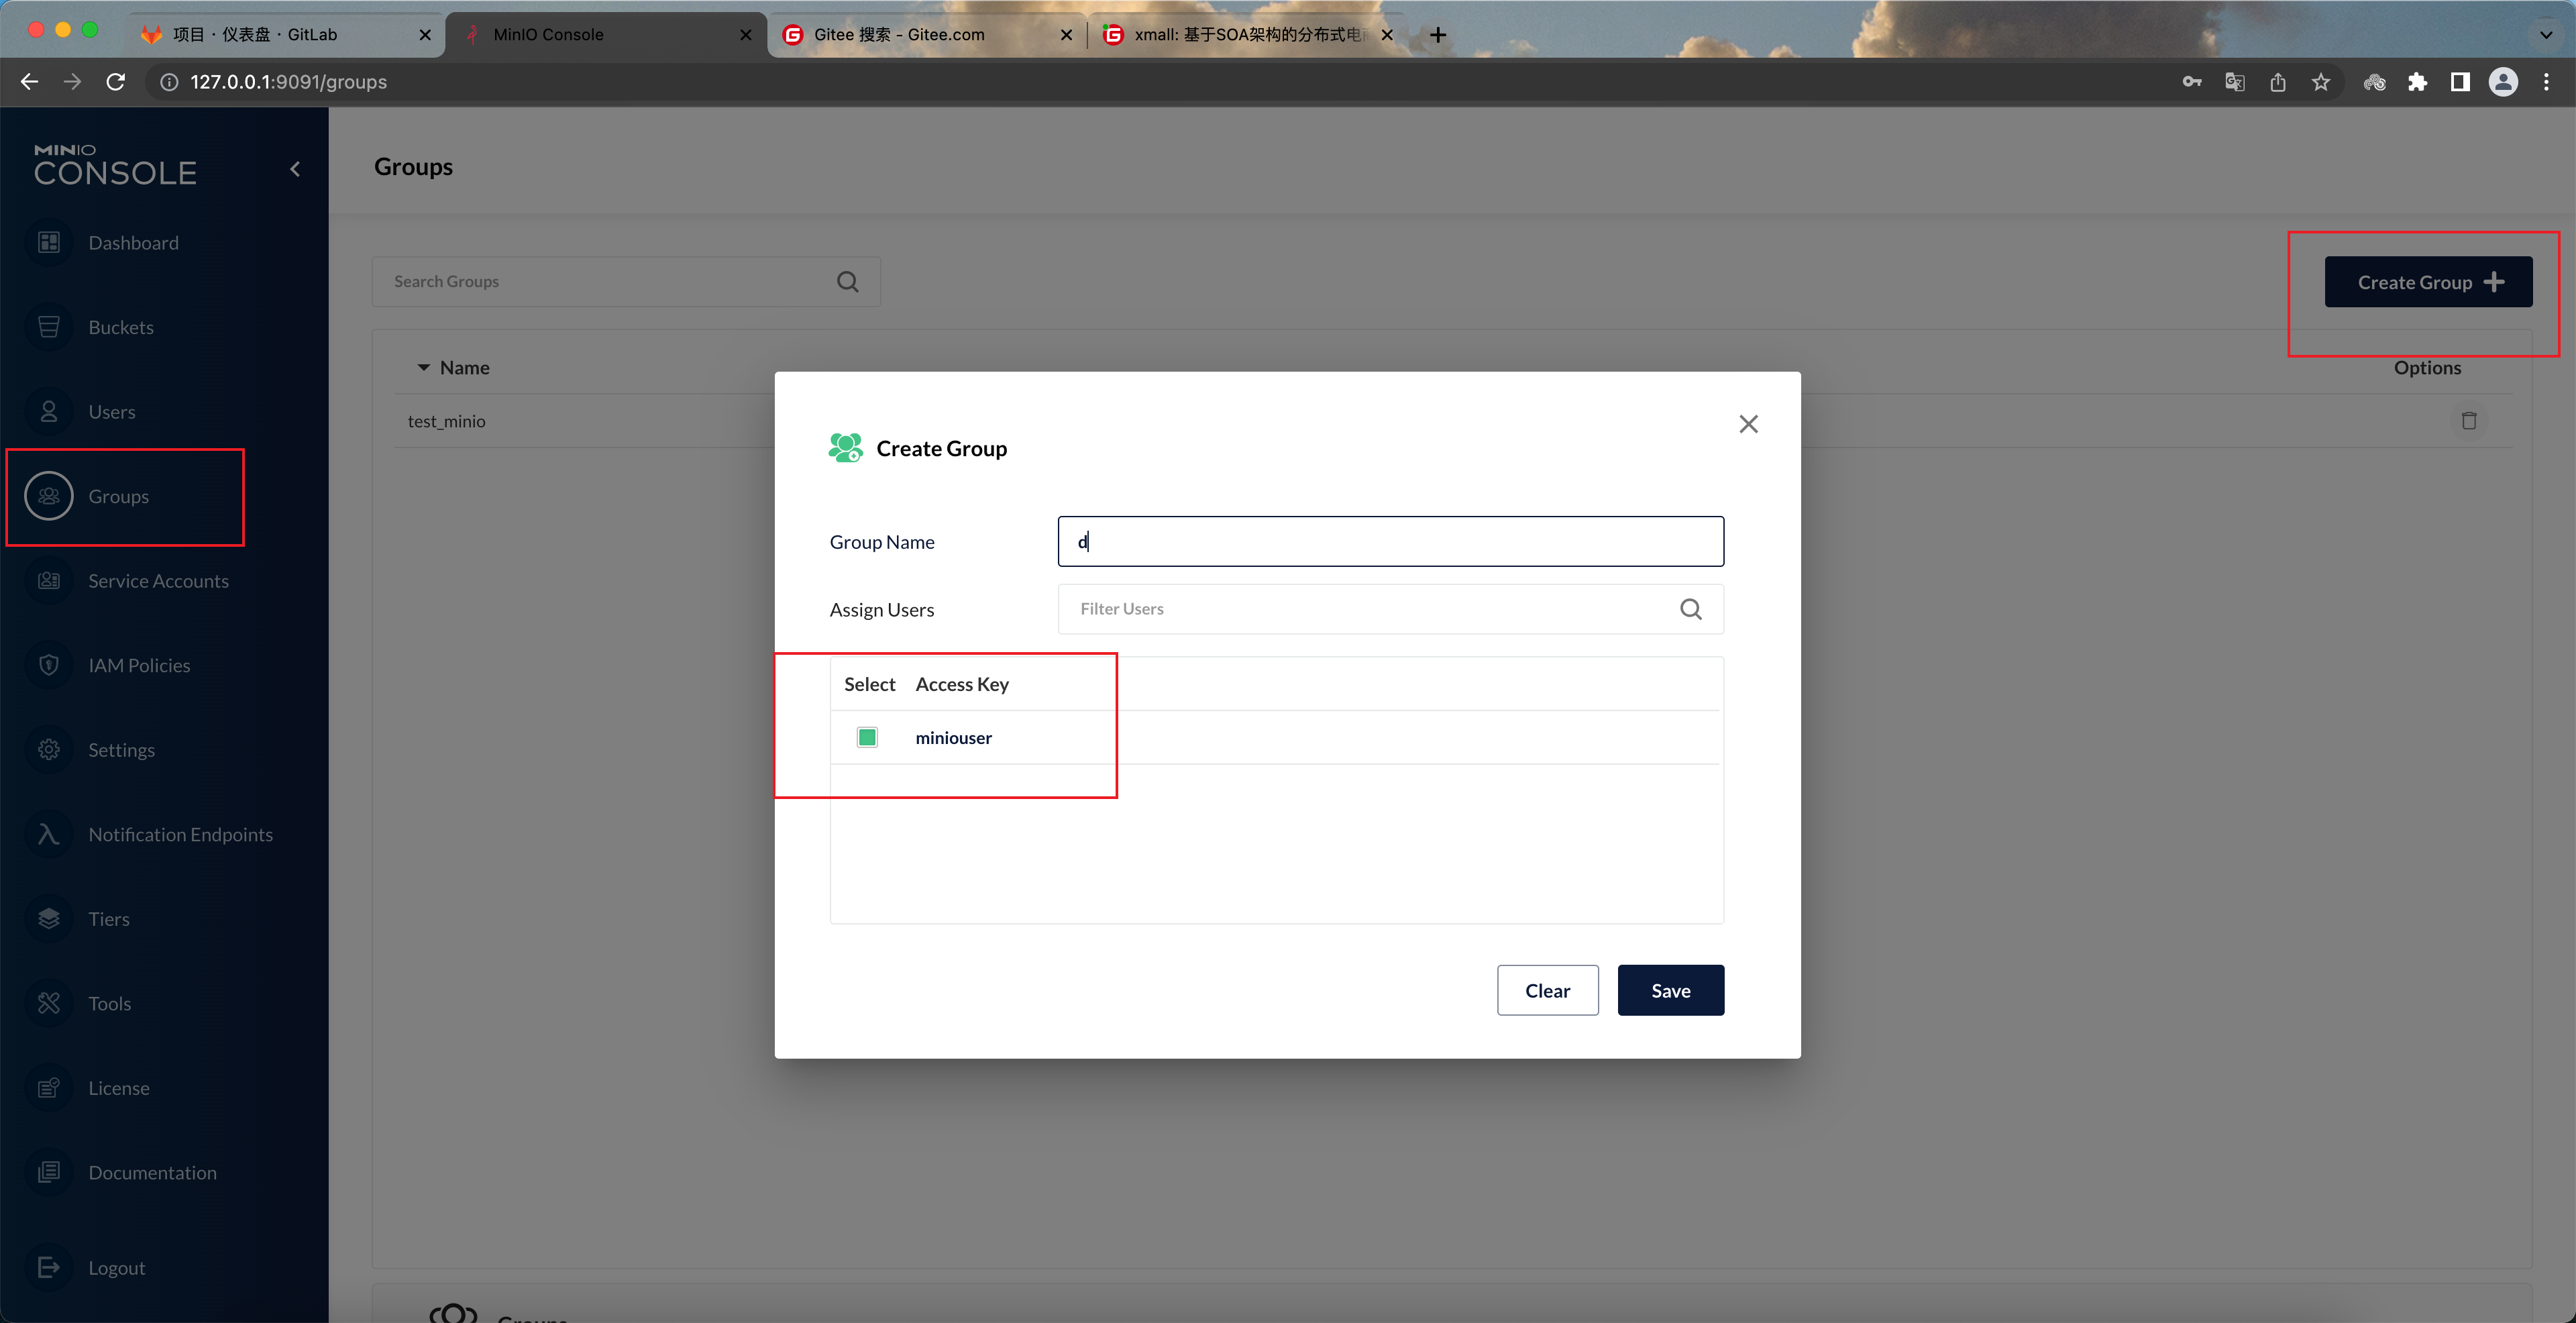 项目 · 仪表盘 · GitLab
MinIO Console
Gitee 搜索 - Gitee.com
xmall: 基于SOA架构的分布式电
127.0.0.1:9091/groups
MINIO
CONSOLE
Dashboard
Buckets
Users
Groups
Service Accounts
IAM Policies
Settings
Notification Endpoints
Tiers
Tools
License
Documentation
Logout
Groups
Search Groups
Create Group
Name
Options
test_minio
Create Group
Group Name
d
Assign Users
Filter Users
Select Access Key
miniouser
Clear
Save
Groups